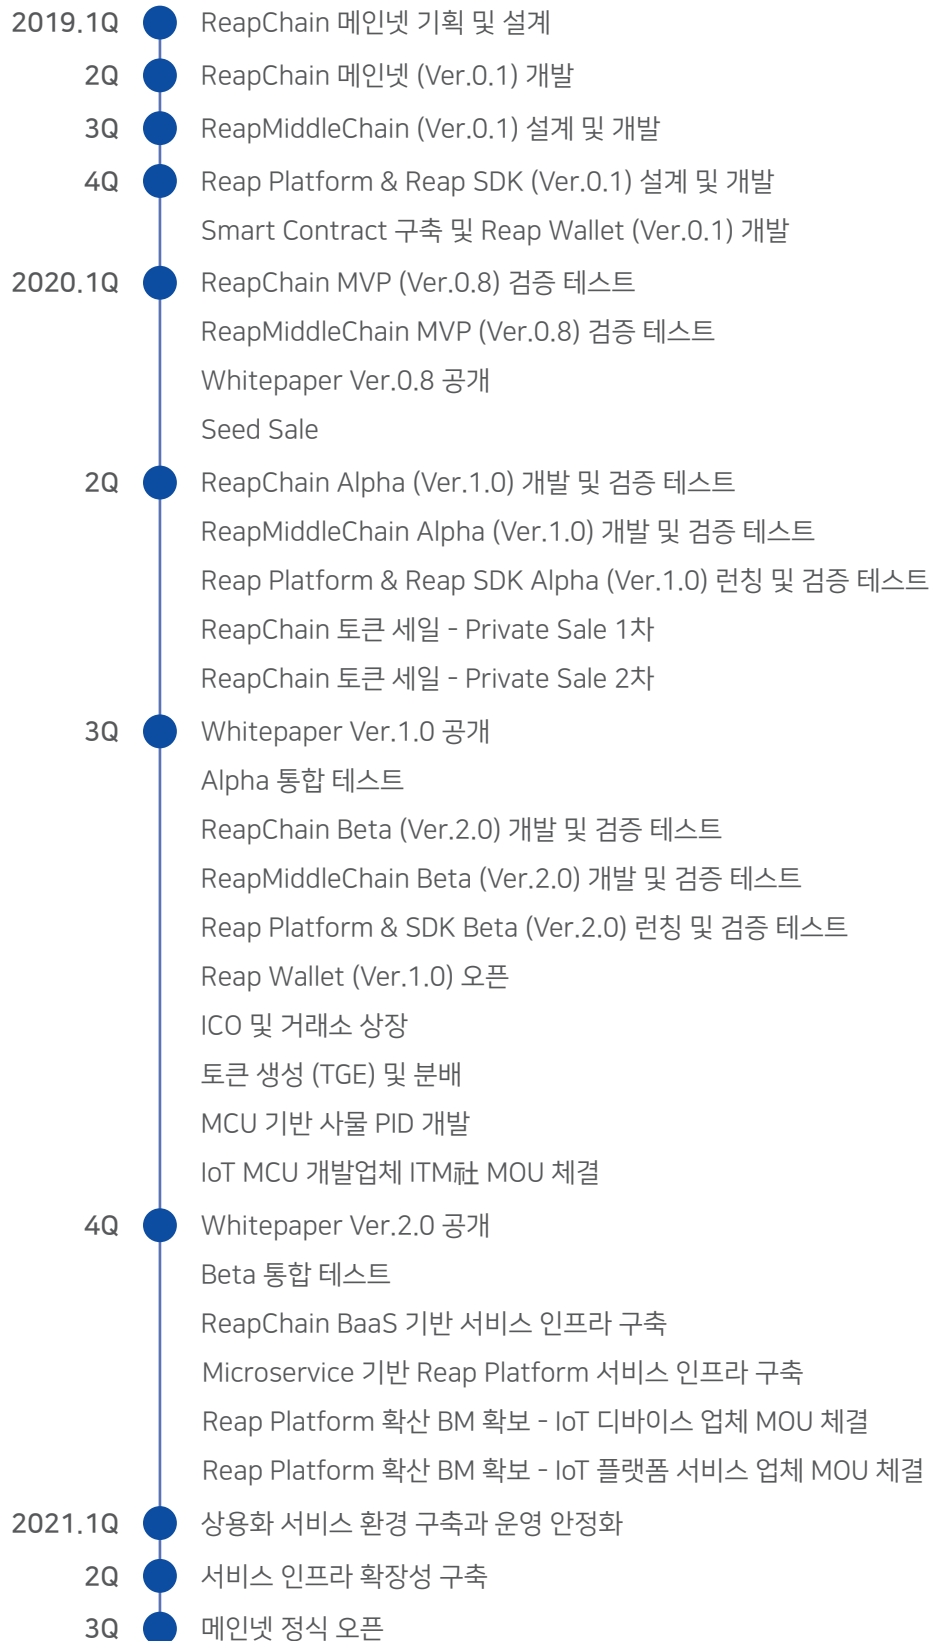 2019.1Q ReapChain 메인넷 기획 및 설계
2Q ReapChain 메인넷 (Ver.0.1) 개발
3Q ReapMiddleChain (Ver.0.1) 설계 및 개발
4Q Reap Platform & Reap SDK (Ver.0.1) 설계 및 개발
Smart Contract 구축 및 Reap Wallet (Ver.0.1) 개발
2020.1Q ReapChain MVP (Ver.0.8) 검증 테스트
ReapMiddleChain MVP (Ver.0.8) 검증 테스트
Whitepaper Ver.0.8 공개
Seed Sale
2Q ReapChain Alpha (Ver.1.0) 개발 및 검증 테스트
ReapMiddleChain Alpha (Ver.1.0) 개발 및 검증 테스트
Reap Platform & Reap SDK Alpha (Ver.1.0) 런칭 및 검증 테스트
ReapChain 토큰 세일 - Private Sale 1차
ReapChain 토큰 세일 - Private Sale 2차
3Q Whitepaper Ver.1.0 공개
Alpha 통합 테스트
ReapChain Beta (Ver.2.0) 개발 및 검증 테스트
ReapMiddleChain Beta (Ver.2.0) 개발 및 검증 테스트
Reap Platform & SDK Beta (Ver.2.0) 런칭 및 검증 테스트
Reap Wallet (Ver.1.0) 오픈
ICO 및 거래소 상장
토큰 생성 (TGE) 및 분배
MCU 기반 사물 PID 개발
IoT MCU 개발업체 ITM社 MOU 체결
4Q Whitepaper Ver.2.0 공개
Beta 통합 테스트
ReapChain BaaS 기반 서비스 인프라 구축
Microservice 기반 Reap Platform 서비스 인프라 구축
Reap Platform 확산 BM 확보 - IoT 디바이스 업체 MOU 체결
Reap Platform 확산 BM 확보 - IoT 플랫폼 서비스 업체 MOU 체결
2021.1Q 상용화 서비스 환경 구축과 운영 안정화
2Q 서비스 인프라 확장성 구축
3Q 메인넷 정식 오픈